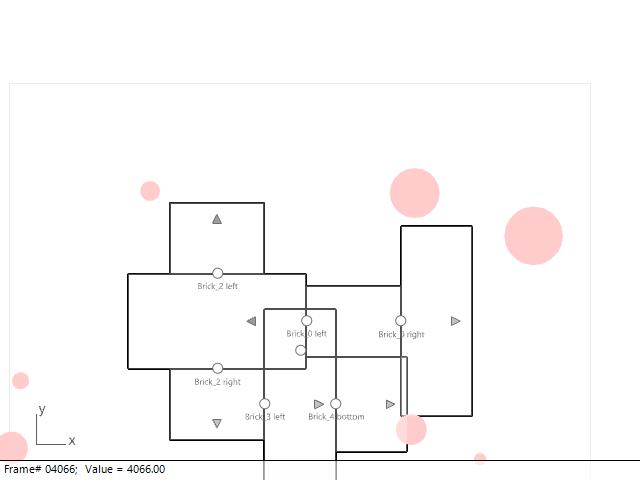 Brick_2 left
Brick_0 left
Brick_0 right
Brick_2 right
Brick_3 left
Brick_4 bottom
y
x
Frame# 04066; Value = 4066.00